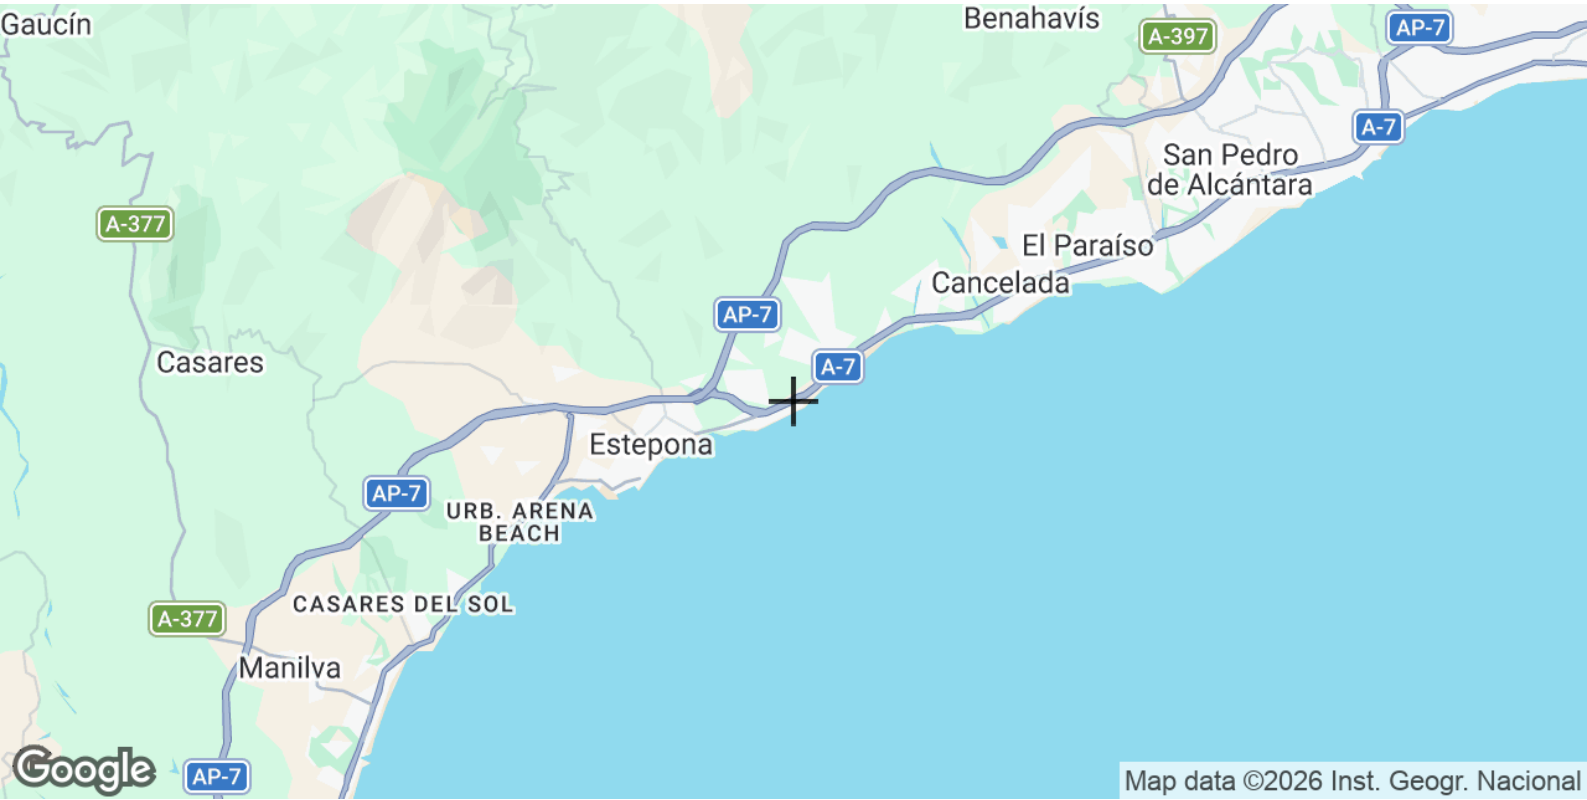 Gaucín
Benahavís
A-397
AP-7
A-7
San Pedro
de Alcántara
A-377
El Paraíso
Cancelada
AP-7
Casares
A-7
Estepona
AP-7
URB. ARENA
BEACH
CASARES DEL SOL
A-377
Manilva
AP-7
Google
Map data ©2026 Inst. Geogr. Nacional